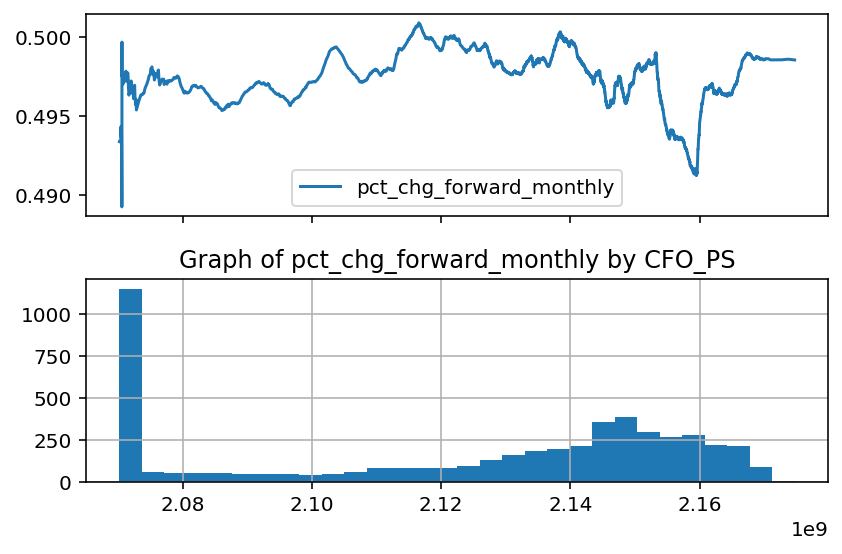 0.500
0.495
0.490
pct_chg_forward_monthly
Graph of pct_chg_forward_monthly by CFO_PS
1000
750
500
250
0
2.08 2.10 2.12 2.14 2.16
1e9